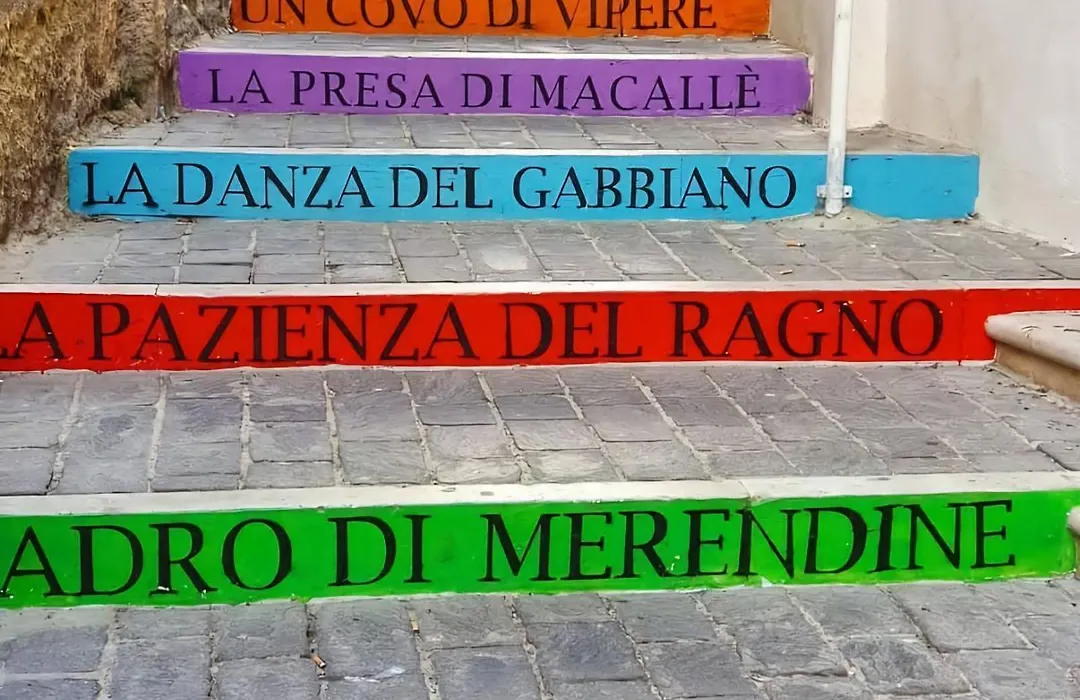 UN COVO DI VIPERE
LA PRESA DI MACALLÈ
LA DANZA DEL GABBIANO
LA PAZIENZA DEL RAGNO
ADRO DI MERENDINE